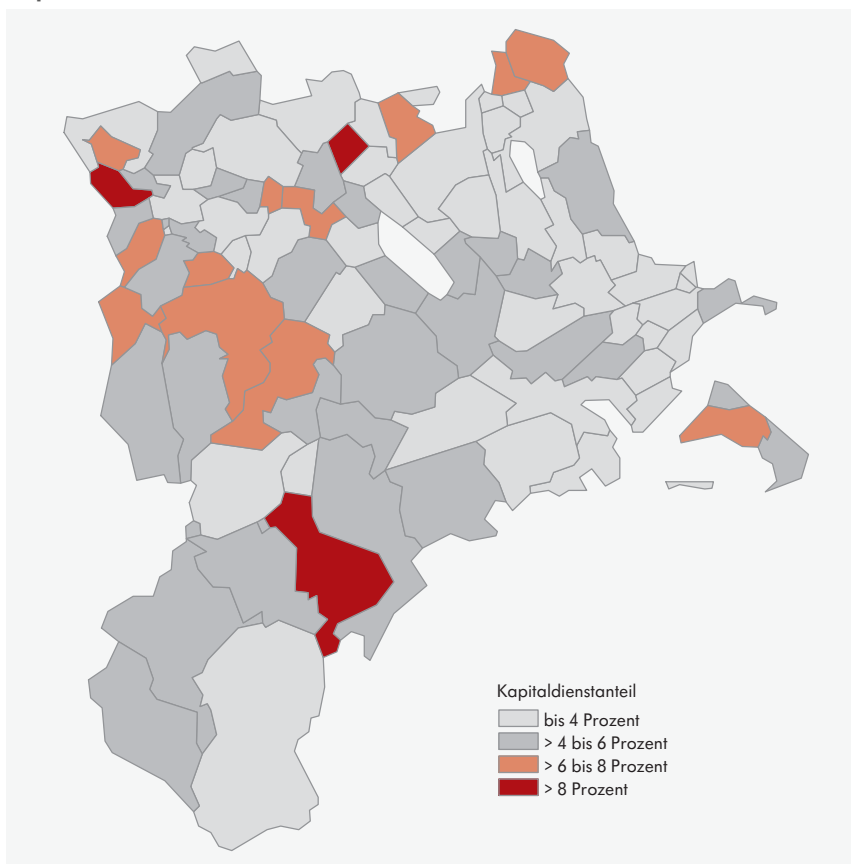 Kapitaldienstanteil
bis 4 Prozent
> 4 bis 6 Prozent
> 6 bis 8 Prozent
> 8 Prozent